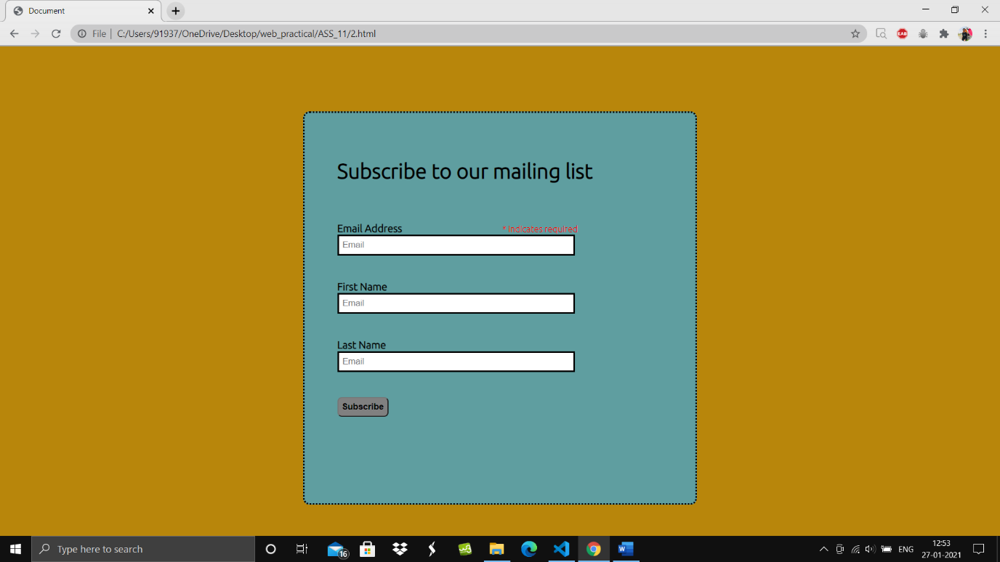 Document
File | C:/Users/91937/OneDrive/Desktop/web_practical/ASS_11/2.html
EAB
Subscribe to our mailing list
Email Address * indicates required
Email
First Name
Email
Last Name
Email
Subscribe
Type here to search
16
ENG
12:53
27-01-2021